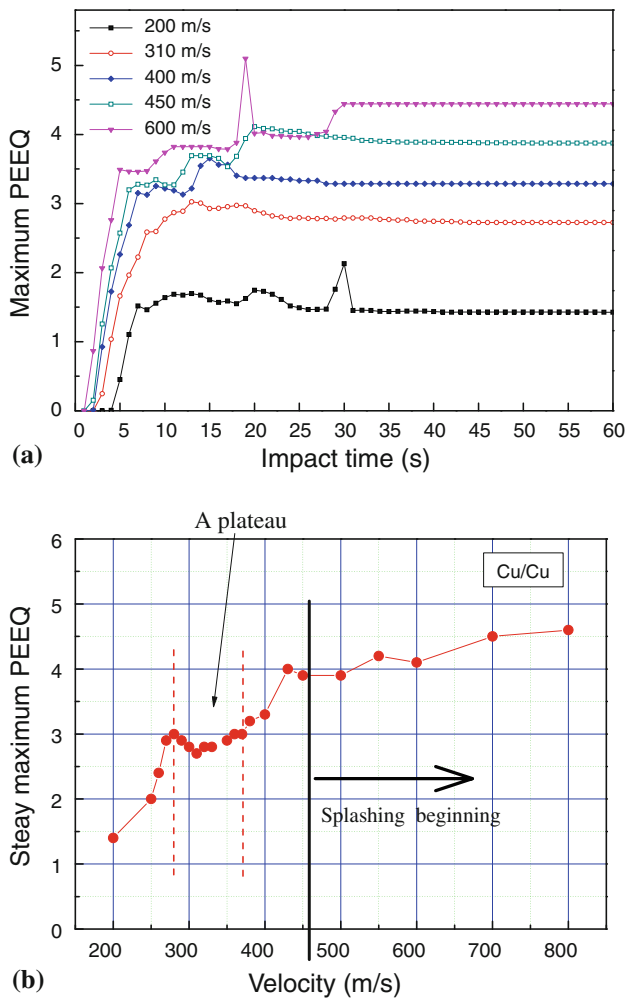 200 m/s
310 m/s
400 m/s
450 m/s
600 m/s
5
4
3
2
1
0
Maximum PEEQ
0 5 10 15 20 25 30 35 40 45 50 55 60
(a) Impact time (s)
A plateau
6
5
4
3
2
1
0
Steay maximum PEEQ
Cu/Cu
Splashing beginning
200 300 400 500 600 700 800
(b) Velocity (m/s)